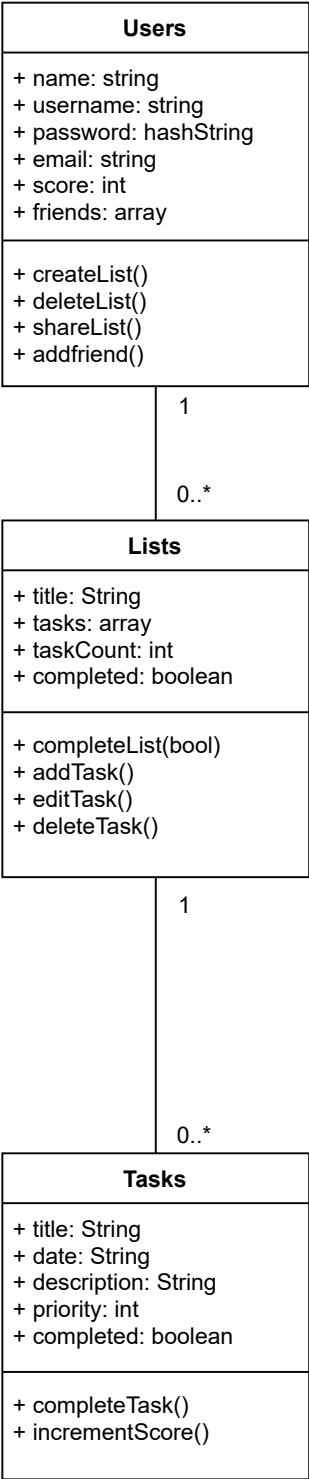 Users
+ name: string
+ username: string
+ password: hashString
+ email: string
+ score: int
+ friends: array
+ createList()
+ deleteList()
+ shareList()
+ addfriend()
1
0..*
Lists
+ title: String
+ tasks: array
+ taskCount: int
+ completed: boolean
+ completeList(bool)
+ addTask()
+ editTask()
+ deleteTask()
1
0..*
Tasks
+ title: String
+ date: String
+ description: String
+ priority: int
+ completed: boolean
+ completeTask()
+ incrementScore()